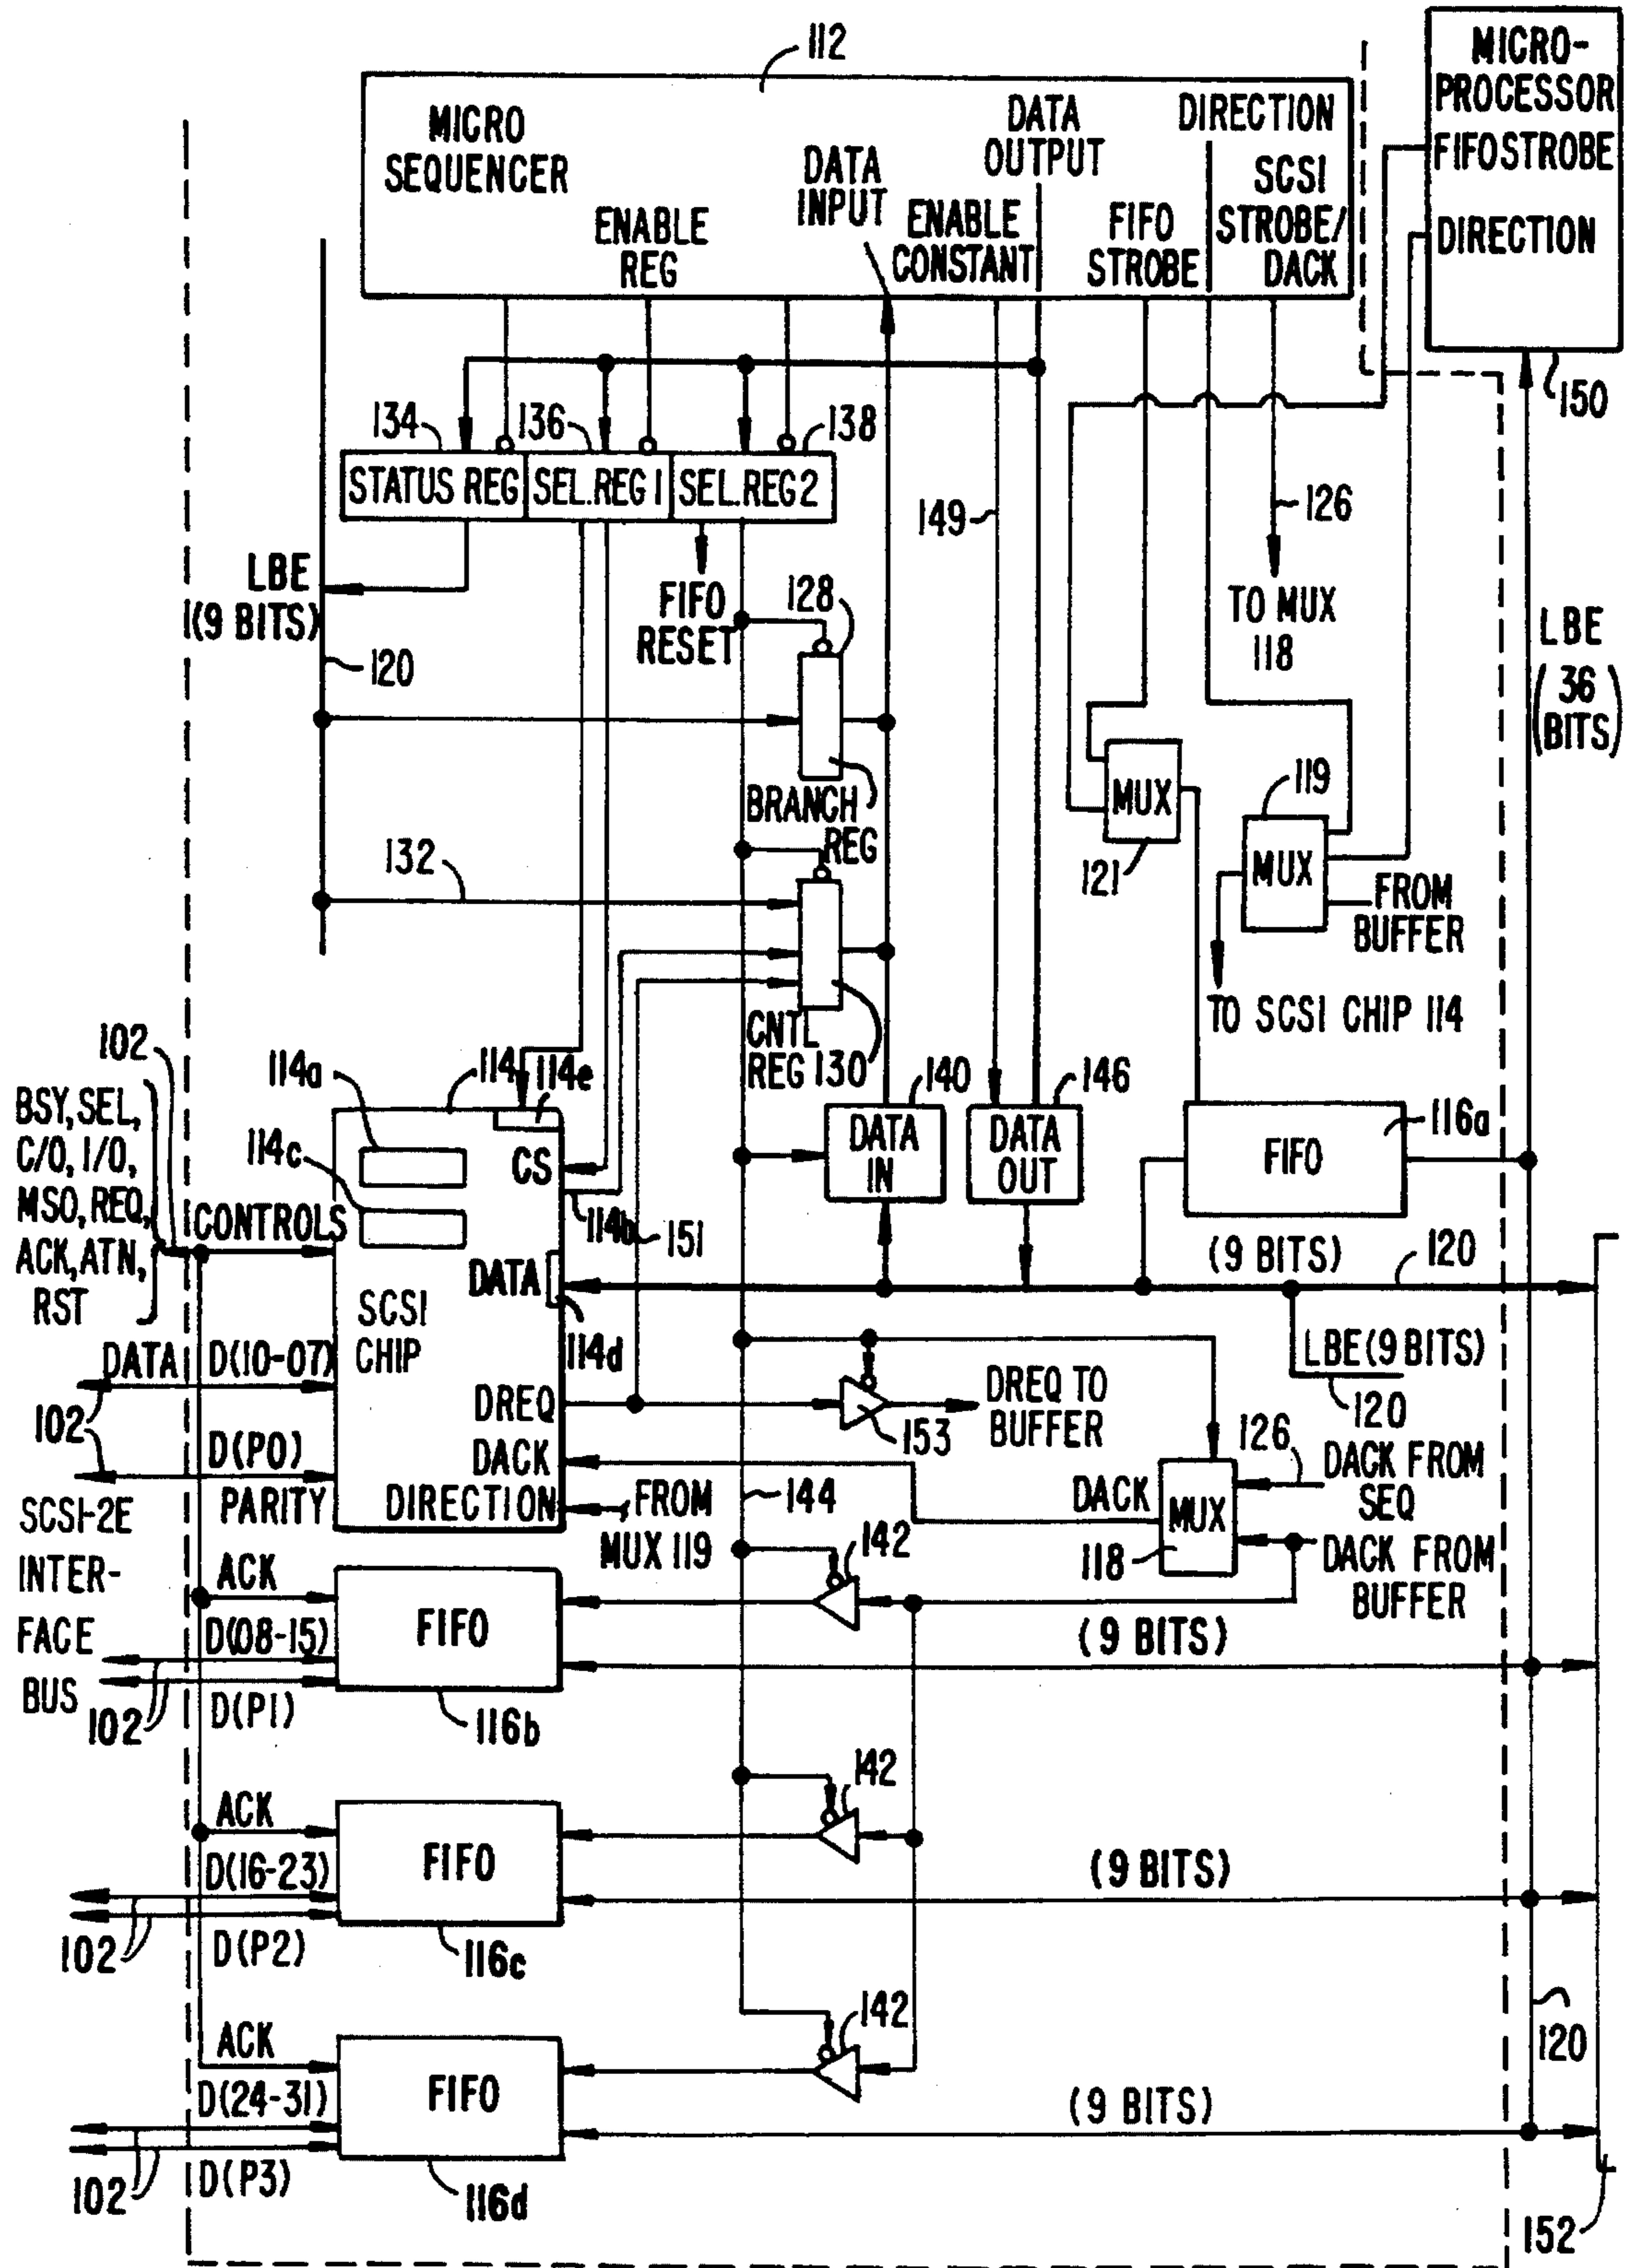 112
MICRO-
PROCESSOR
FIFO STROBE
DIRECTION
150
MICRO
SEQUENCER
ENABLE
REG
DATA
INPUT
ENABLE
CONSTANT
DATA
OUTPUT
FIFO
STROBE
DIRECTION
SCSI
STROBE/
DACK
134
136
138
STATUS REG
SEL.REG 1
SEL.REG 2
149
126
TO MUX
118
LBE
(9 BITS)
120
FIFO
RESET
128
BRANCH
REG
LBE
(36
BITS)
MUX
121
119
MUX
FROM
BUFFER
TO SCSI CHIP 114
132
CNTL
REG 130
102
BSY,SEL,
C/O, I/O,
MSO, REQ,
ACK,ATN,
RST
CONTROLS
114a
114c
114
114e
CS
114b
151
DATA
114d
SCSI
CHIP
DREQ
DACK
DIRECTION
FROM
MUX 119
140
DATA
IN
146
DATA
OUT
FIFO
116a
(9 BITS)
120
LBE(9 BITS)
120
DREQ TO
BUFFER
153
126
DACK FROM
SEQ
DACK
MUX
118
DACK FROM
BUFFER
144
DATA
D(10-07)
102
D(P0)
PARITY
SCSI-2E
INTER-
FACE
BUS
ACK
D(08-15)
102
D(P1)
FIFO
116b
142
(9 BITS)
ACK
D(16-23)
102
D(P2)
FIFO
116c
142
(9 BITS)
ACK
D(24-31)
102
D(P3)
FIFO
116d
142
(9 BITS)
120
152